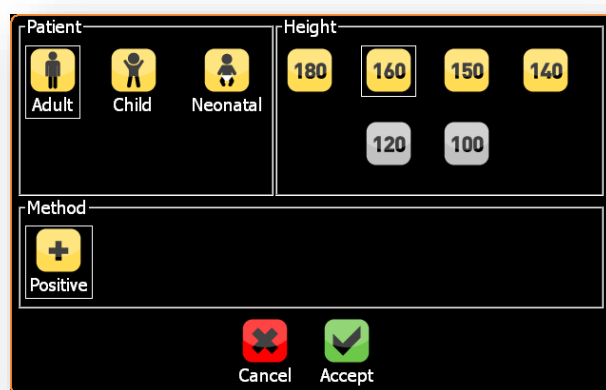 Patient
Height
Adult
Child
Neonatal
180
160
150
140
120
100
Method
Positive
Cancel
Accept